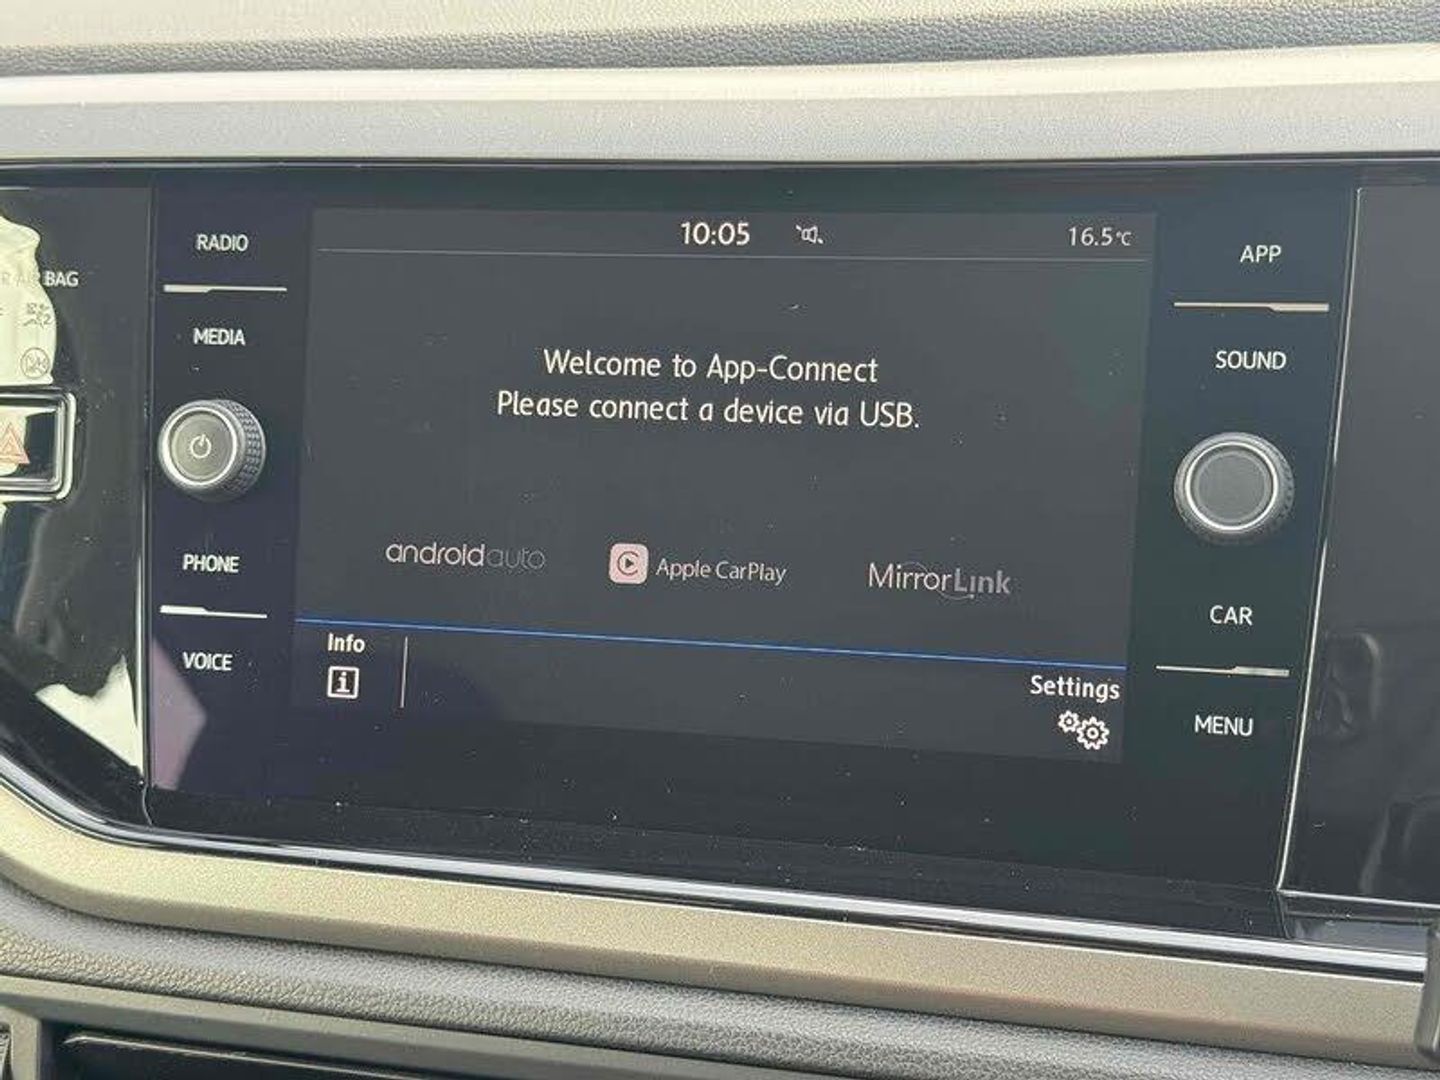 RADIO
MEDIA
PHONE
VOICE
BAG
10:05
16.5°C
Welcome to App-Connect
Please connect a device via USB.
androidauto
Apple CarPlay
MirrorLink
Info
Settings
APP
SOUND
CAR
MENU